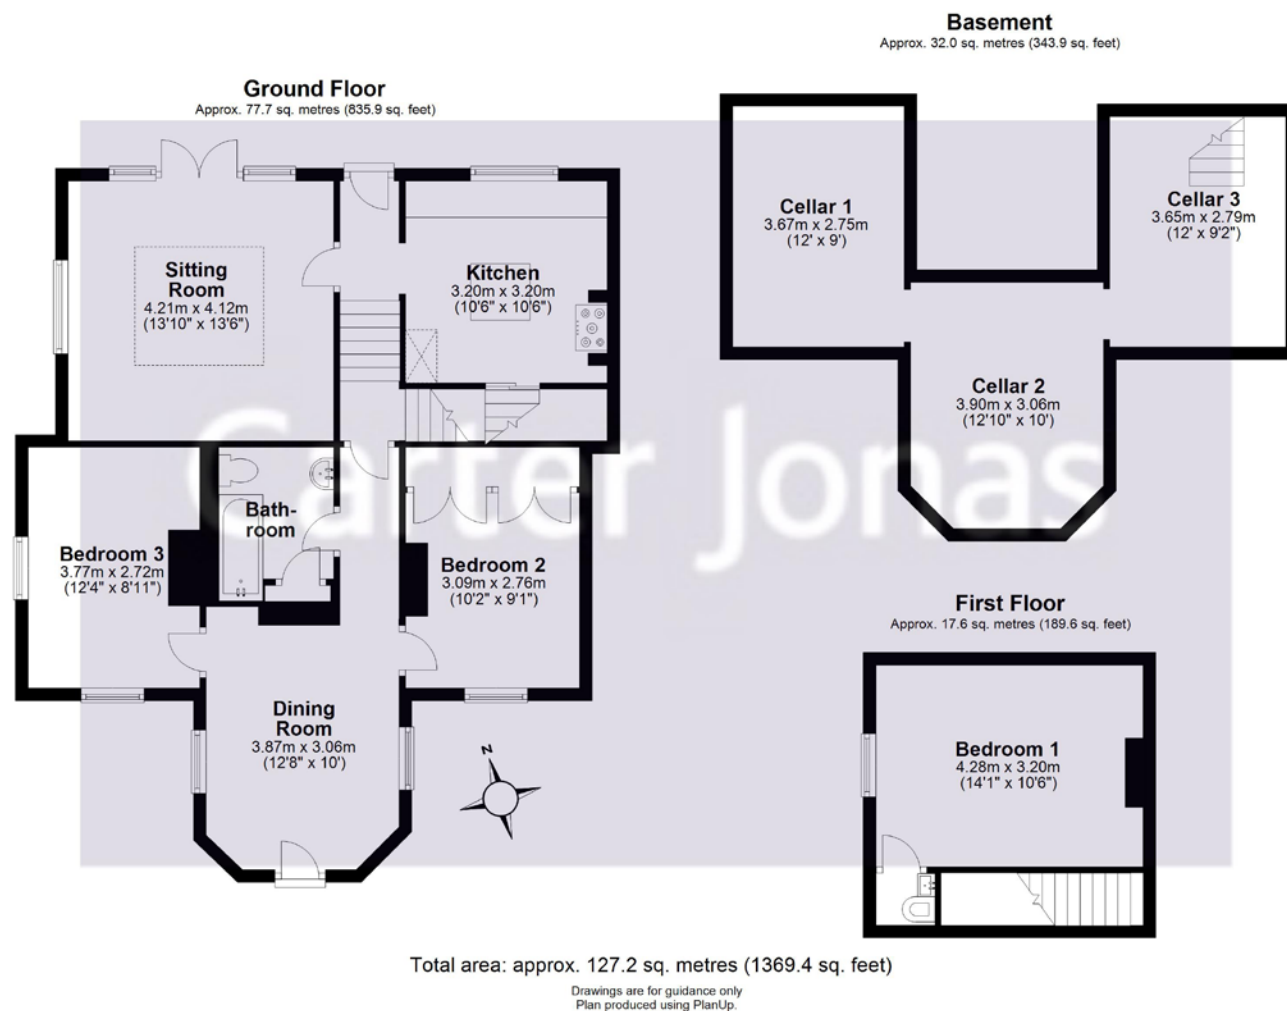 Basement
Approx. 32.0 sq. metres (343.9 sq. feet)
Ground Floor
Approx. 77.7 sq. metres (835.9 sq. feet)
Cellar 1
3.67m x 2.75m
(12' x 9')
Cellar 3
3.65m x 2.79m
(12' x 9'2")
Sitting
Room
4.21m x 4.12m
(13'10" x 13'6")
Kitchen
3.20m x 3.20m
(10'6" x 10'6")
Cellar 2
3.90m x 3.06m
(12'10" x 10')
Carter Jonas
Bath-
room
Bedroom 3
3.77m x 2.72m
(12'4" x 8'11")
Bedroom 2
3.09m x 2.76m
(10'2" x 9'1")
First Floor
Approx. 17.6 sq. metres (189.6 sq. feet)
Dining
Room
3.87m x 3.06m
(12'8" x 10')
N
Bedroom 1
4.28m x 3.20m
(14'1" x 10'6")
Total area: approx. 127.2 sq. metres (1369.4 sq. feet)
Drawings are for guidance only
Plan produced using PlanUp.